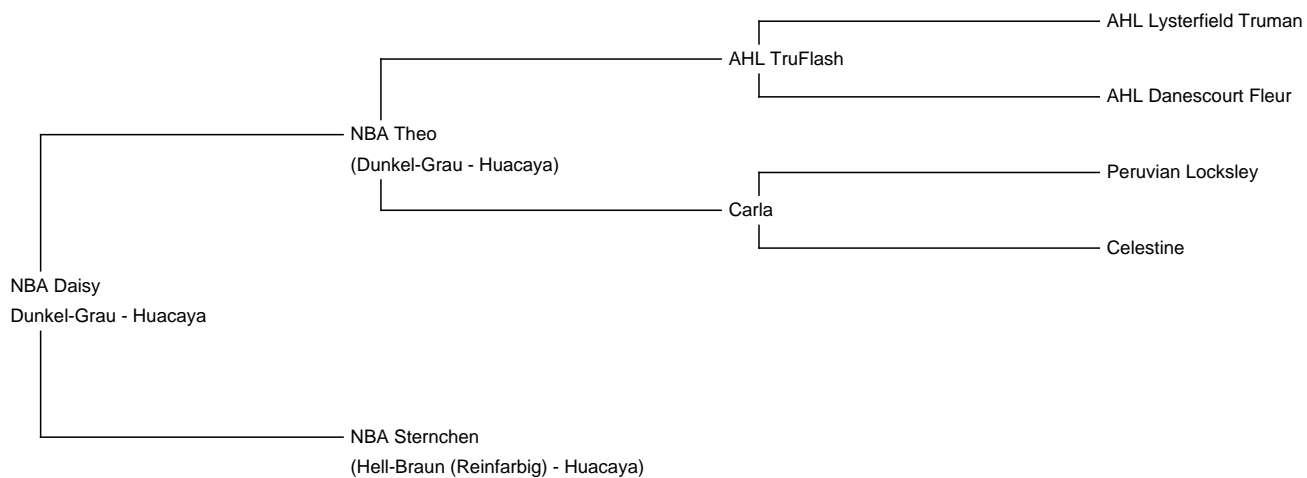 AHL Lysterfield Truman
AHL TruFlash
AHL Danescourt Fleur
NBA Theo
(Dunkel-Grau - Huacaya)
Peruvian Locksley
Carla
Celestine
NBA Daisy
Dunkel-Grau - Huacaya
NBA Sternchen
(Hell-Braun (Reinfarbig) - Huacaya)